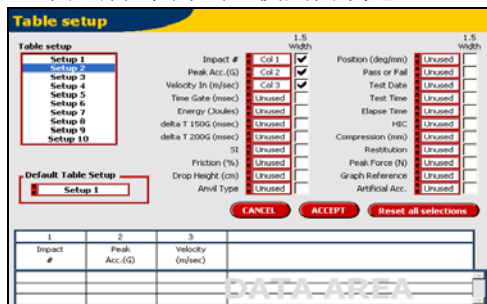 Table setup
Table setup
Setup 1
Setup 2
Setup 3
Setup 4
Setup 5
Setup 6
Setup 7
Setup 8
Setup 9
Setup 10
Default Table Setup
Setup 1
1.5
Width
Impact # Col 1
Peak Acc.(G) Col 2
Velocity In (m/sec) Col 3
Time Gate (msec) Unused
Energy (Joules) Unused
delta T 150G (msec) Unused
delta T 200G (msec) Unused
SI Unused
Friction (%) Unused
Drop Height (cm) Unused
Anvil Type Unused
1.5
Width
Position (deg/mm) Unused
Pass or Fail Unused
Test Date Unused
Test Time Unused
Elapse Time Unused
HIC Unused
Compression (mm) Unused
Restitution Unused
Peak Force (N) Unused
Graph Reference Unused
Artificial Acc. Unused
CANCEL ACCEPT Reset all selections
1 2 3
Impact # Peak Acc.(G) Velocity (m/sec)
DATA AREA